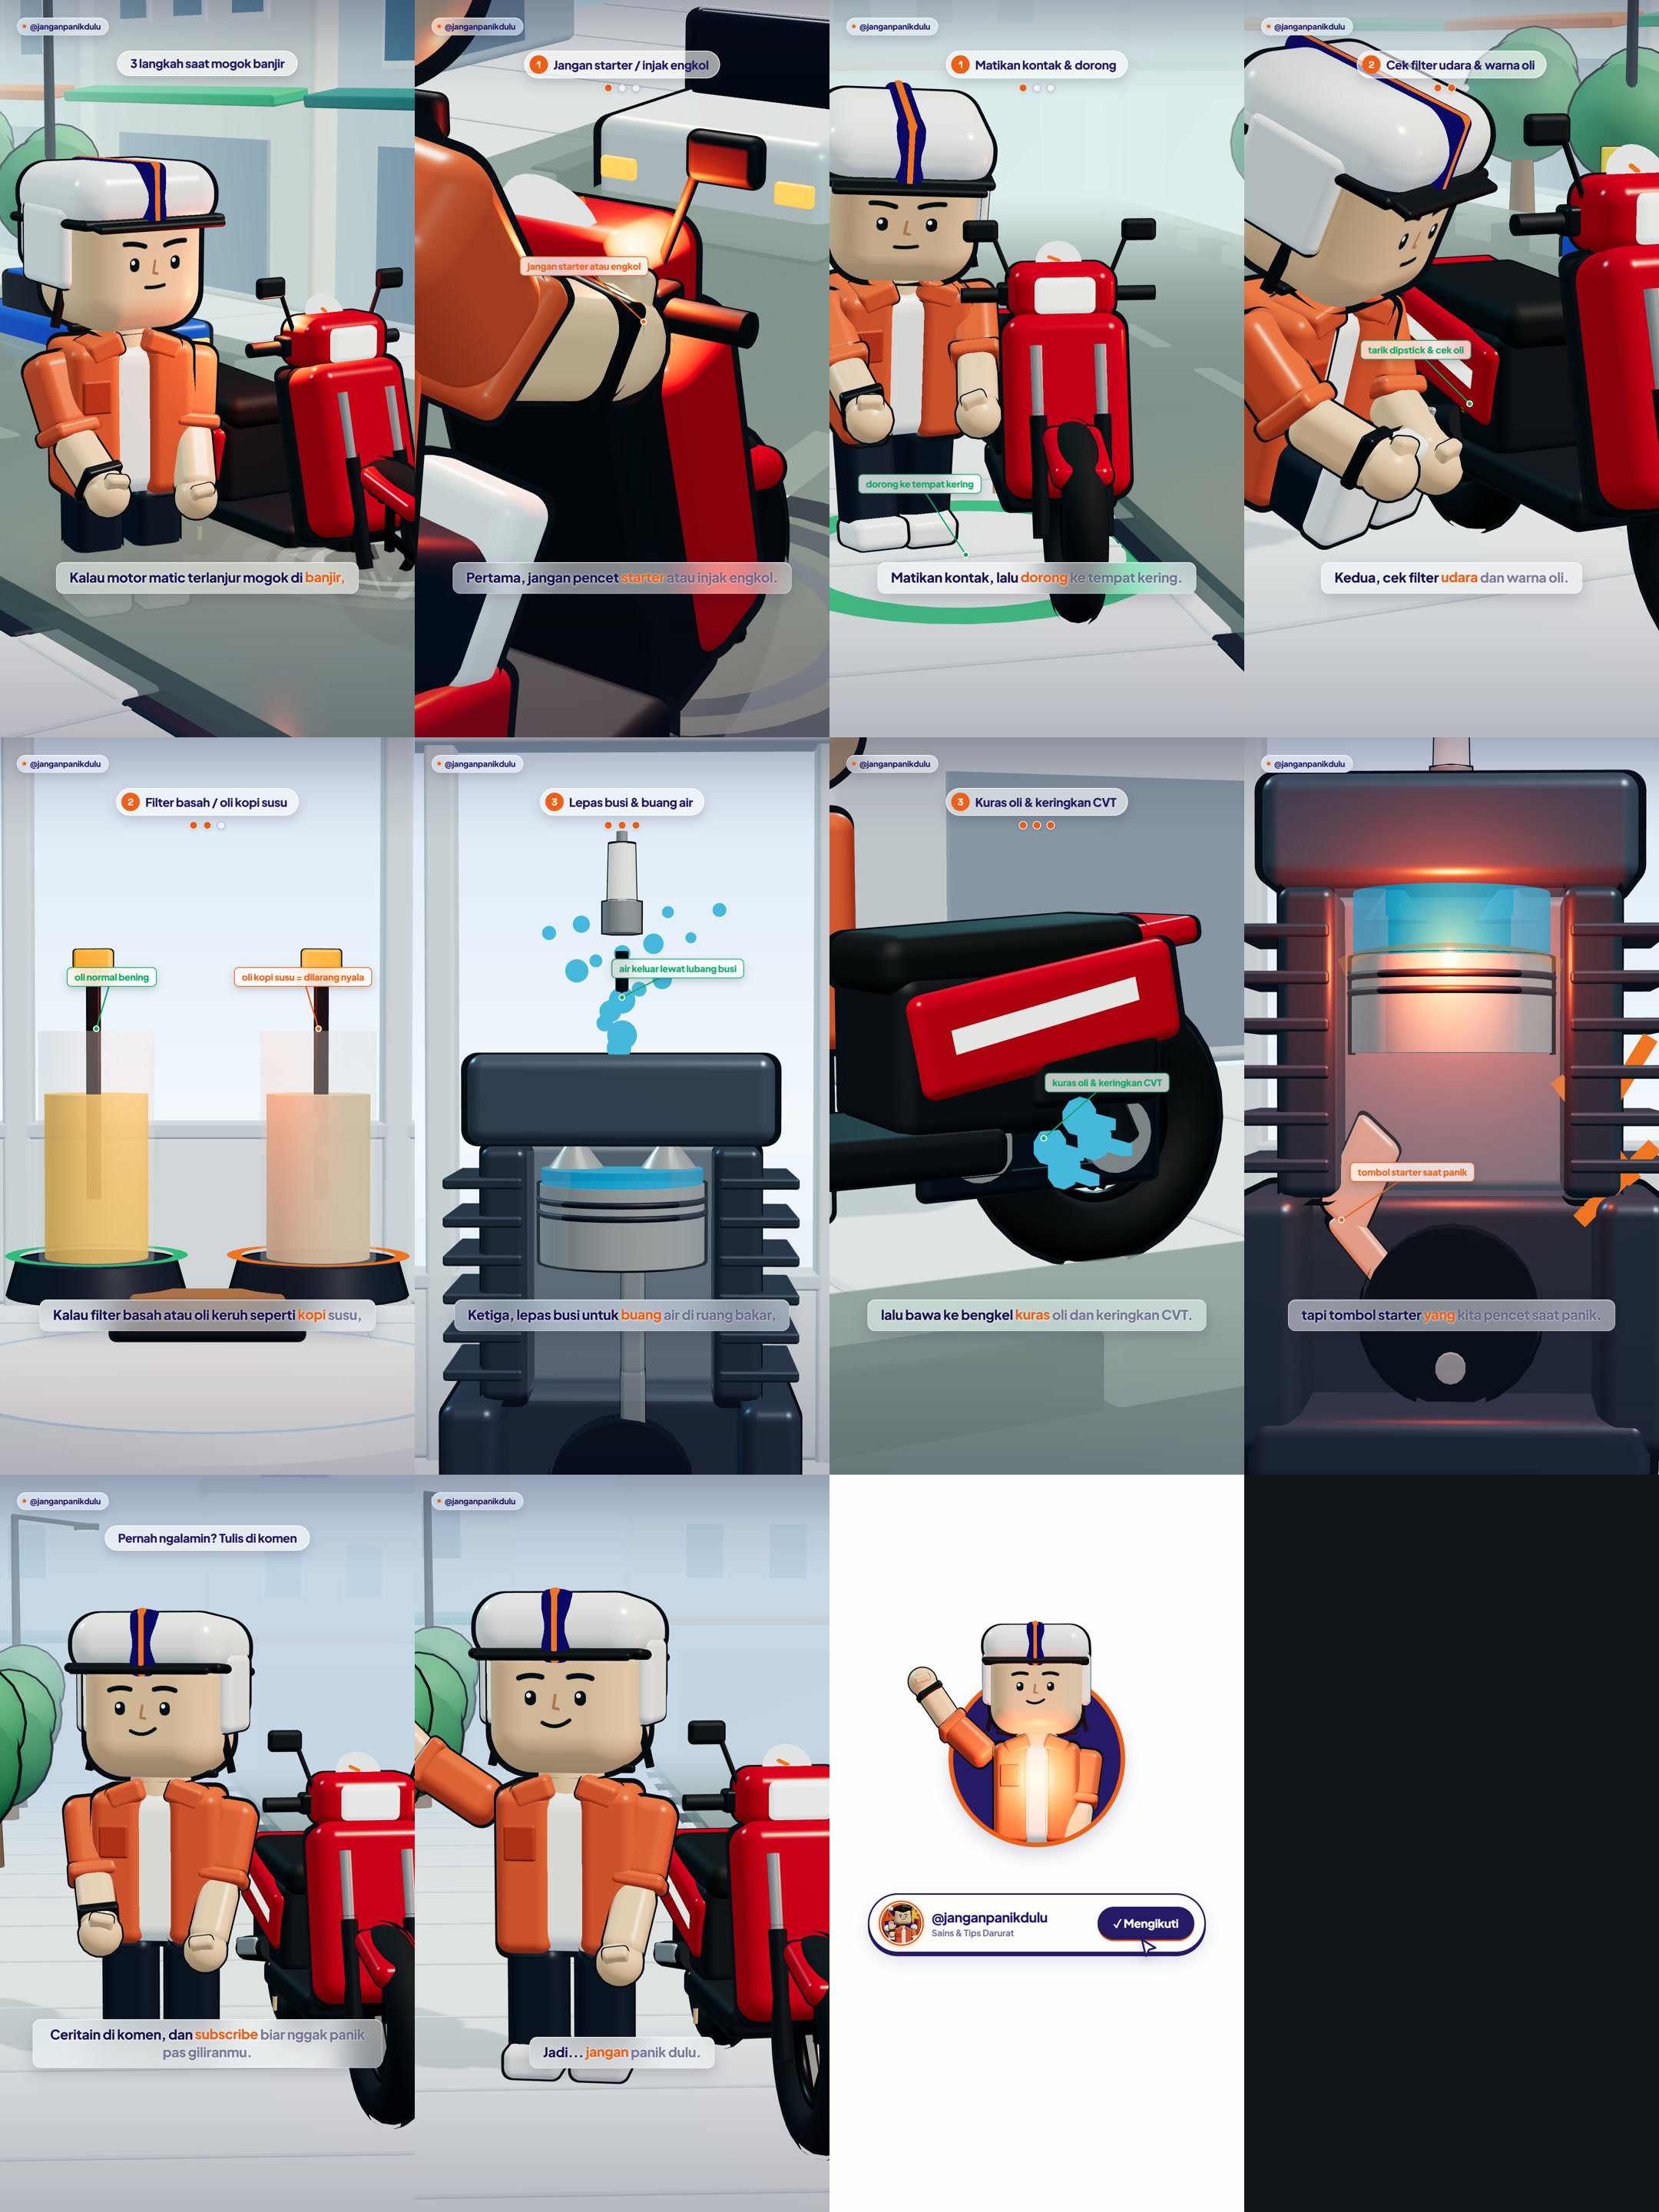 @janganpanikdulu
3 langkah saat mogok banjir
Kalau motor matic terlanjur mogok di banjir,
@janganpanikdulu
1 Jangan starter / injak engkol
jangan starter atau engkol
Pertama, jangan pencet starter atau injak engkol.
@janganpanikdulu
1 Matikan kontak & dorong
dorong ke tempat kering
Matikan kontak, lalu dorong ke tempat kering.
@janganpanikdulu
2 Cek filter udara & warna oli
tarik dipstick & cek oli
Kedua, cek filter udara dan warna oli.
@janganpanikdulu
2 Filter basah / oli kopi susu
oli normal bening
oli kopi susu = dilarang nyala
Kalau filter basah atau oli keruh seperti kopi susu,
@janganpanikdulu
3 Lepas busi & buang air
air keluar lewat lubang busi
Ketiga, lepas busi untuk buang air di ruang bakar,
@janganpanikdulu
3 Kuras oli & keringkan CVT
kuras oli & keringkan CVT
lalu bawa ke bengkel kuras oli dan keringkan CVT.
@janganpanikdulu
tombol starter saat panik
tapi tombol starter yang kita pencet saat panik.
@janganpanikdulu
Pernah ngalamin? Tulis di komen
Ceritain di komen, dan subscribe biar nggak panik
pas giliranmu.
@janganpanikdulu
Jadi... jangan panik dulu.
@janganpanikdulu
Sains & Tips Darurat
✓ Mengikuti